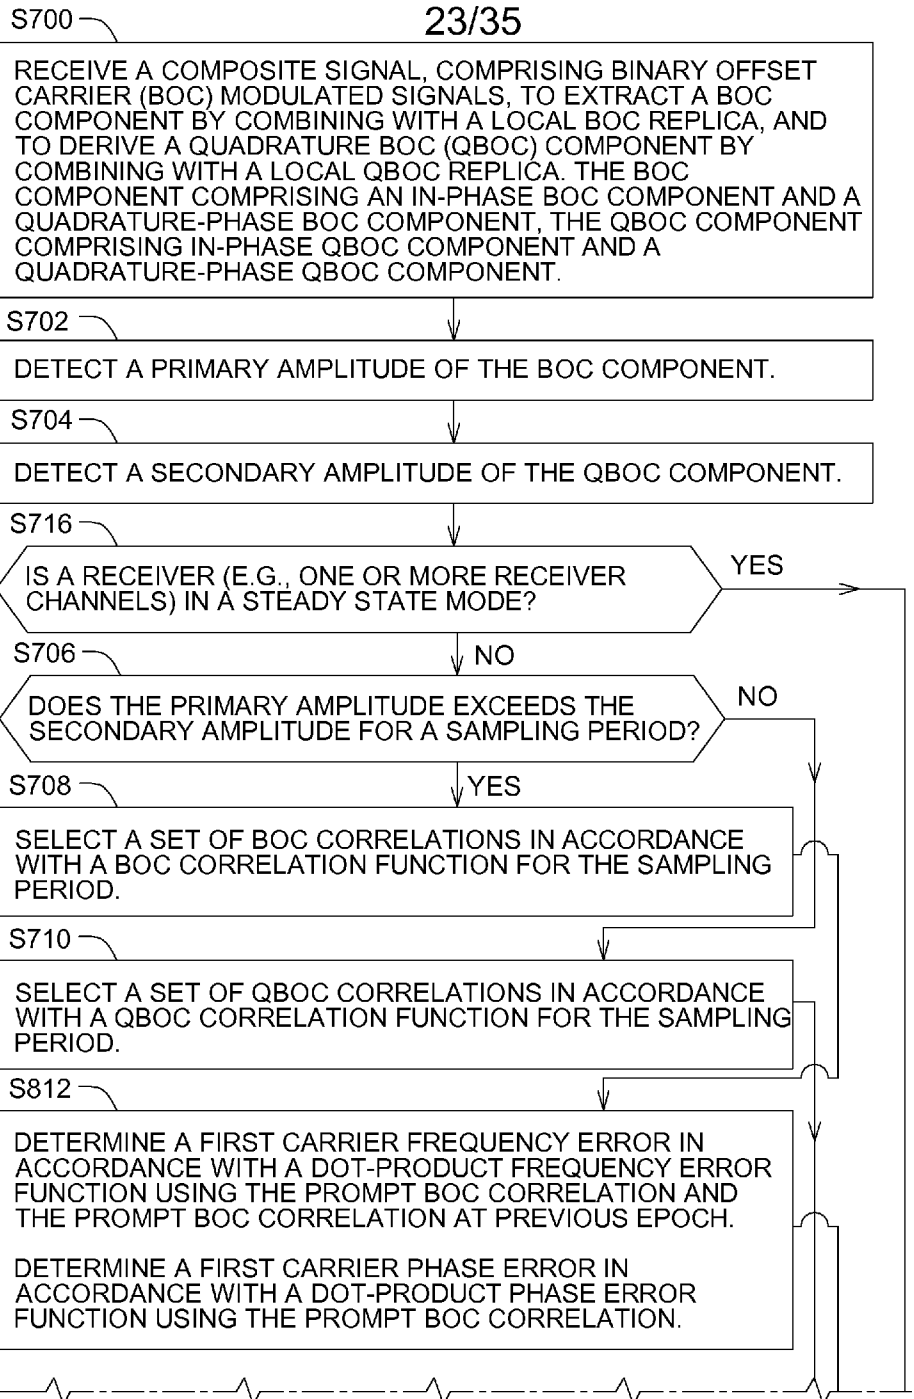 S700
23/35
RECEIVE A COMPOSITE SIGNAL, COMPRISING BINARY OFFSET
CARRIER (BOC) MODULATED SIGNALS, TO EXTRACT A BOC
COMPONENT BY COMBINING WITH A LOCAL BOC REPLICA, AND
TO DERIVE A QUADRATURE BOC (QBOC) COMPONENT BY
COMBINING WITH A LOCAL QBOC REPLICA. THE BOC
COMPONENT COMPRISING AN IN-PHASE BOC COMPONENT AND A
QUADRATURE-PHASE BOC COMPONENT, THE QBOC COMPONENT
COMPRISING IN-PHASE QBOC COMPONENT AND A
QUADRATURE-PHASE QBOC COMPONENT.
S702
DETECT A PRIMARY AMPLITUDE OF THE BOC COMPONENT.
S704
DETECT A SECONDARY AMPLITUDE OF THE QBOC COMPONENT.
S716
IS A RECEIVER (E.G., ONE OR MORE RECEIVER
CHANNELS) IN A STEADY STATE MODE?
YES
NO
S706
DOES THE PRIMARY AMPLITUDE EXCEEDS THE
SECONDARY AMPLITUDE FOR A SAMPLING PERIOD?
NO
YES
S708
SELECT A SET OF BOC CORRELATIONS IN ACCORDANCE
WITH A BOC CORRELATION FUNCTION FOR THE SAMPLING
PERIOD.
S710
SELECT A SET OF QBOC CORRELATIONS IN ACCORDANCE
WITH A QBOC CORRELATION FUNCTION FOR THE SAMPLING
PERIOD.
S812
DETERMINE A FIRST CARRIER FREQUENCY ERROR IN
ACCORDANCE WITH A DOT-PRODUCT FREQUENCY ERROR
FUNCTION USING THE PROMPT BOC CORRELATION AND
THE PROMPT BOC CORRELATION AT PREVIOUS EPOCH.
DETERMINE A FIRST CARRIER PHASE ERROR IN
ACCORDANCE WITH A DOT-PRODUCT PHASE ERROR
FUNCTION USING THE PROMPT BOC CORRELATION.